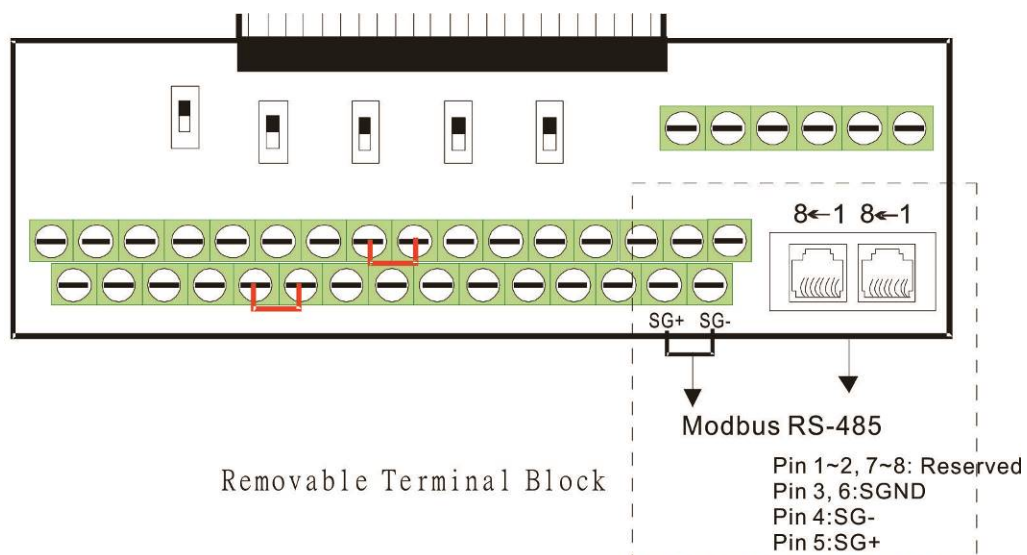 8←1 8←1
SG+ SG-
Modbus RS-485
Removable Terminal Block
Pin 1~2, 7~8: Reserved
Pin 3, 6:SGND
Pin 4:SG-
Pin 5:SG+